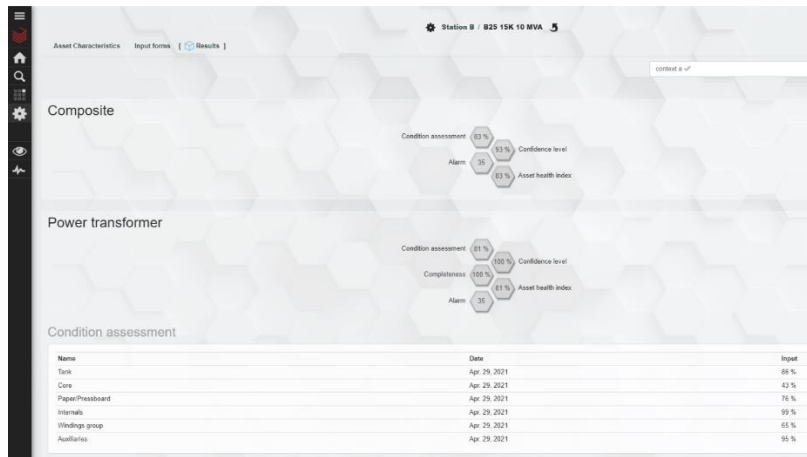 Station B / B25 15K 10 MVA
Asset Characteristics Input forms [ Results ]
context a
Composite
Condition assessment 83 %
93 % Confidence level
Alarm 35
83 % Asset health index
Power transformer
Condition assessment 81 %
100 % Confidence level
Completeness 100 %
81 % Asset health index
Alarm 35
Condition assessment
Name Date Input
Tank Apr. 29, 2021 86 %
Core Apr. 29, 2021 43 %
Paper/Pressboard Apr. 29, 2021 76 %
Internals Apr. 29, 2021 99 %
Windings group Apr. 29, 2021 65 %
Auxiliaries Apr. 29, 2021 95 %